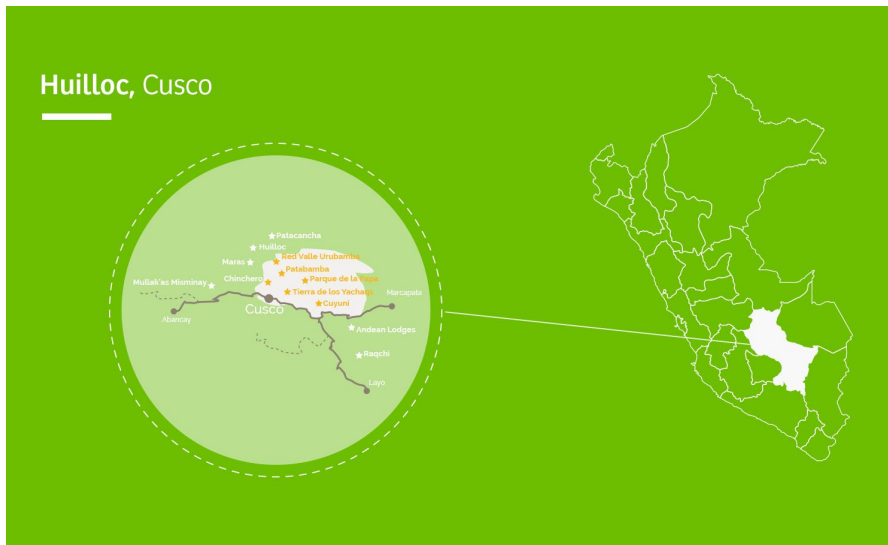 Huilloc, Cusco
Patacancha
Huilloc
Red Valle Urubamba
Maras
Patabamba
Chinchero
Parque de la Papa
Mullak'as Misminay
Tierra de los Yachaqs
Cuyuni
Marcapata
Cusco
Abancay
Andean Lodges
Raqchi
Layo